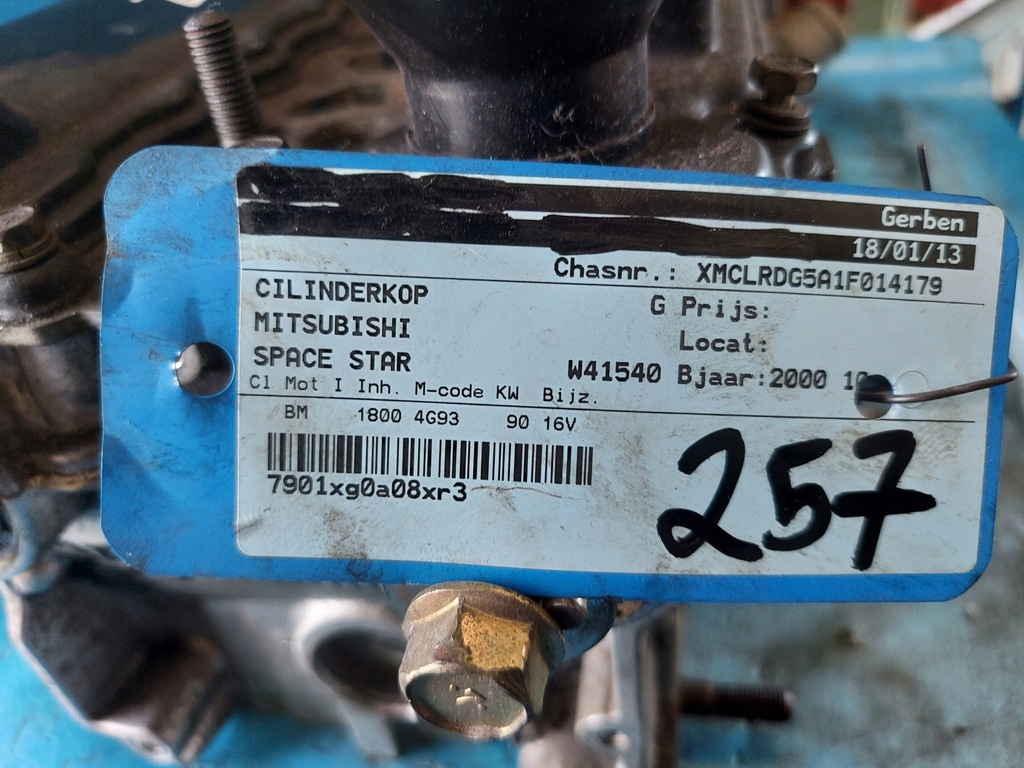 Gerben
18/01/13
Chasnr.: XMCLRDG5A1F014179
CILINDERKOP
G Prijs:
MITSUBISHI
Locat:
SPACE STAR
W41540 Bjaar:2000
Cl Mot I Inh. M-code KW Bijz.
BM 1800 4G93 90 16V
7901xg0a08xr3
257